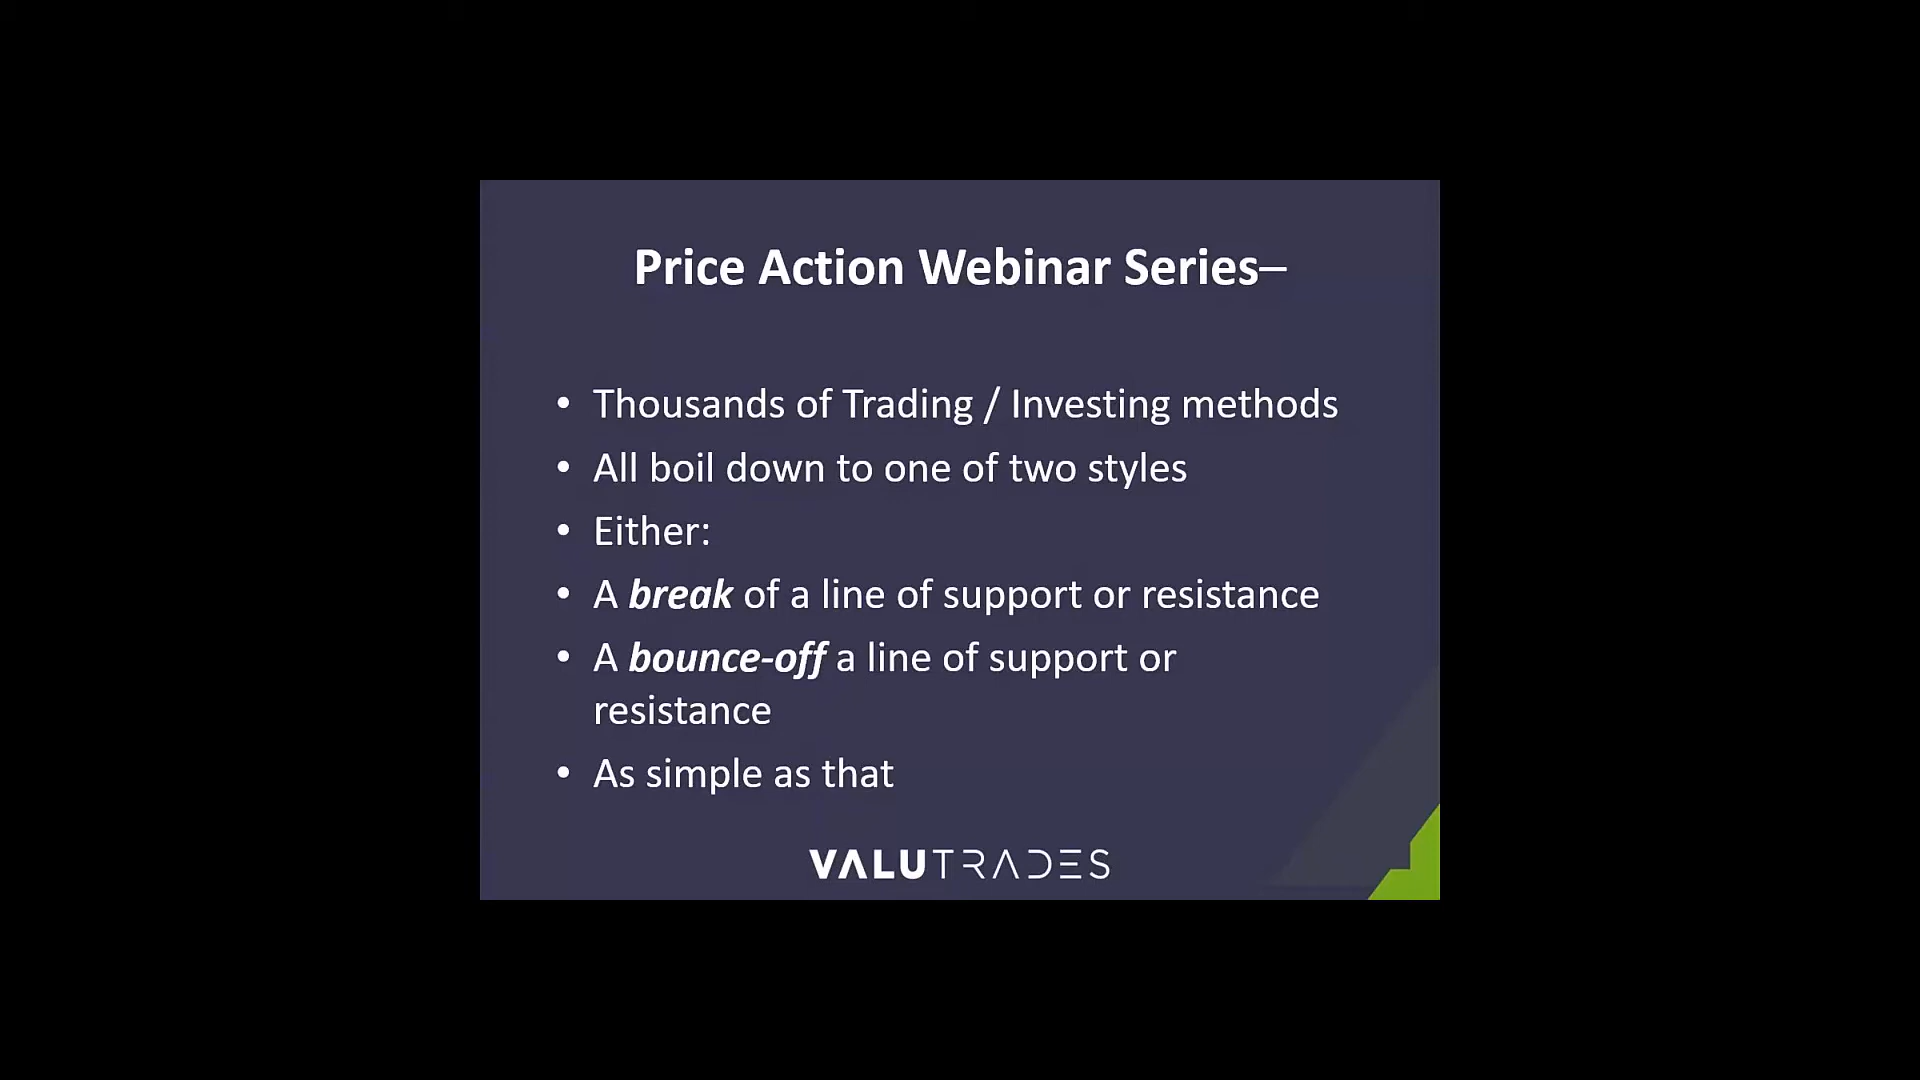 Price Action Webinar Series–
• Thousands of Trading / Investing methods
• All boil down to one of two styles
• Either:
• A break of a line of support or resistance
• A bounce-off a line of support or
resistance
• As simple as that
VALUTRADES